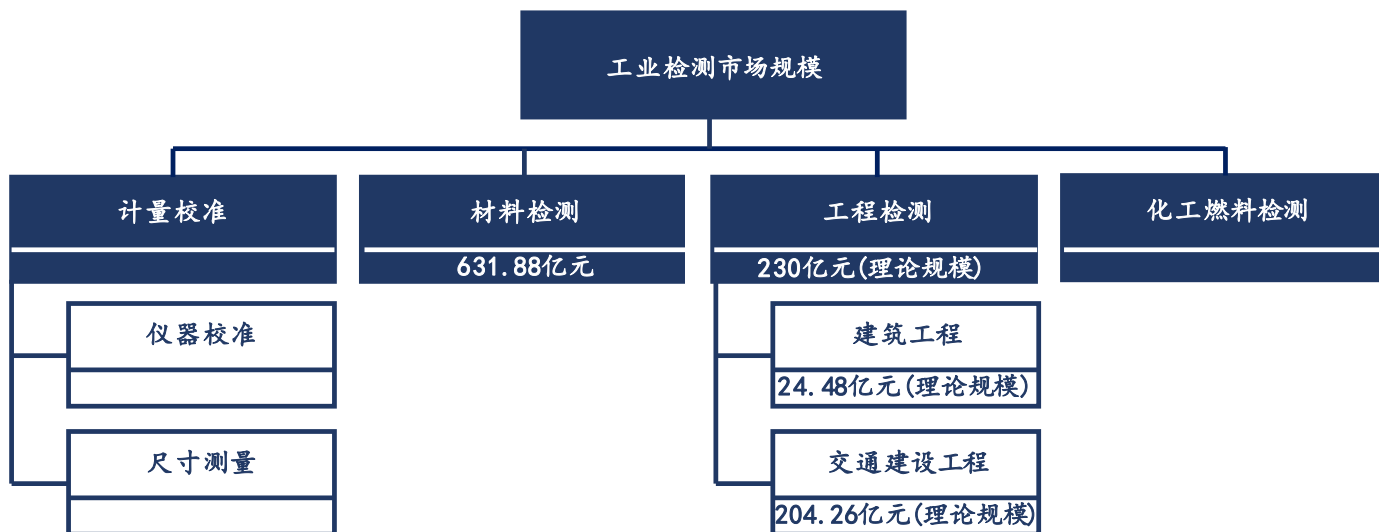 工业检测市场规模
计量校准
材料检测
工程检测
化工燃料检测
631.88亿元
230亿元(理论规模)
仪器校准
建筑工程
24.48亿元(理论规模)
尺寸测量
交通建设工程
204.26亿元(理论规模)